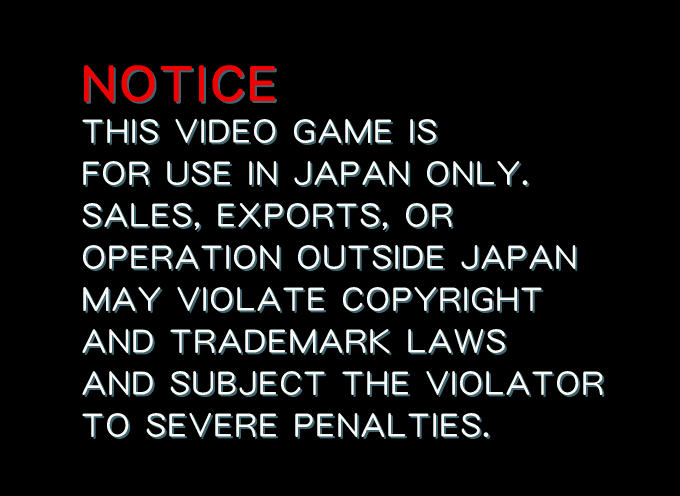 NOTICE
THIS VIDEO GAME IS
FOR USE IN JAPAN ONLY.
SALES, EXPORTS, OR
OPERATION OUTSIDE JAPAN
MAY VIOLATE COPYRIGHT
AND TRADEMARK LAWS
AND SUBJECT THE VIOLATOR
TO SEVERE PENALTIES.